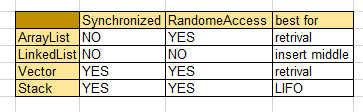 Synchronized RandomeAccess best for
ArrayList NO YES retrival
LinkedList NO NO insert middle
Vector YES YES retrival
Stack YES YES LIFO